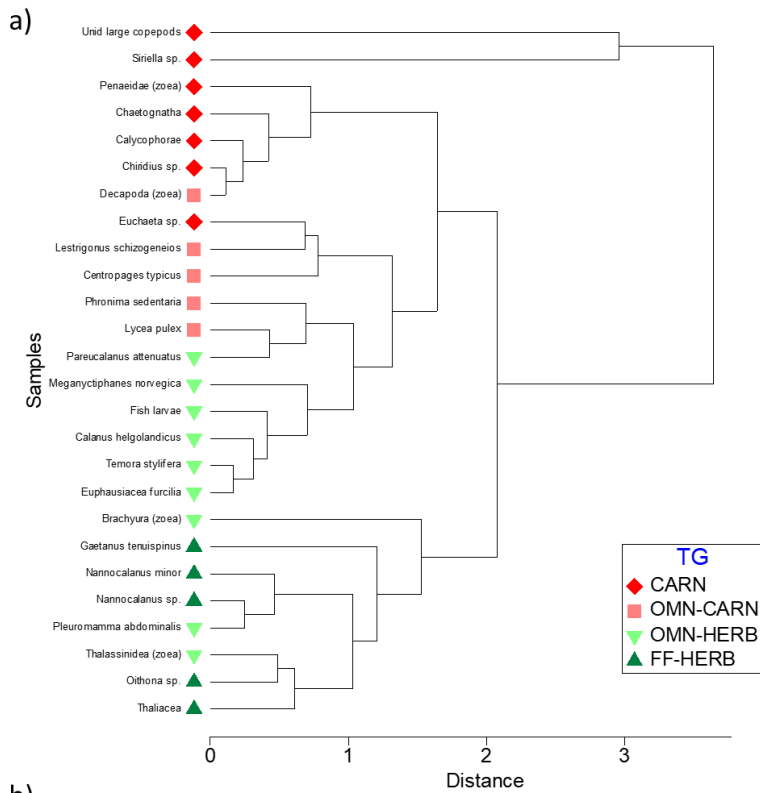 a)
Unid large copepods
Siriella sp.
Penaeidae (zoea)
Chaetognatha
Calycophorae
Chiridius sp.
Decapoda (zoea)
Euchaeta sp.
Lestrigonus schizogeneios
Centropages typicus
Phronima sedentaria
Lycea pulex
Pareucalanus attenuatus
Meganyctiphanes norvegica
Fish larvae
Calanus helgolandicus
Temora stylifera
Euphausiacea furcilia
Brachyura (zoea)
Gaetanus tenuispinus
Nannocalanus minor
Nannocalanus sp.
Pleuromamma abdominalis
Thalassinidea (zoea)
Oithona sp.
Thaliacea
Samples
TG
CARN
OMN-CARN
OMN-HERB
FF-HERB
0 1 2 3
Distance
b)